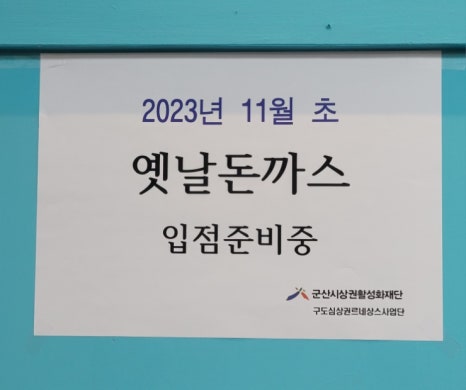 2023년 11월 초
옛날돈까스
입점준비중
군산시상권활성화재단
구도심상권르네상스사업단